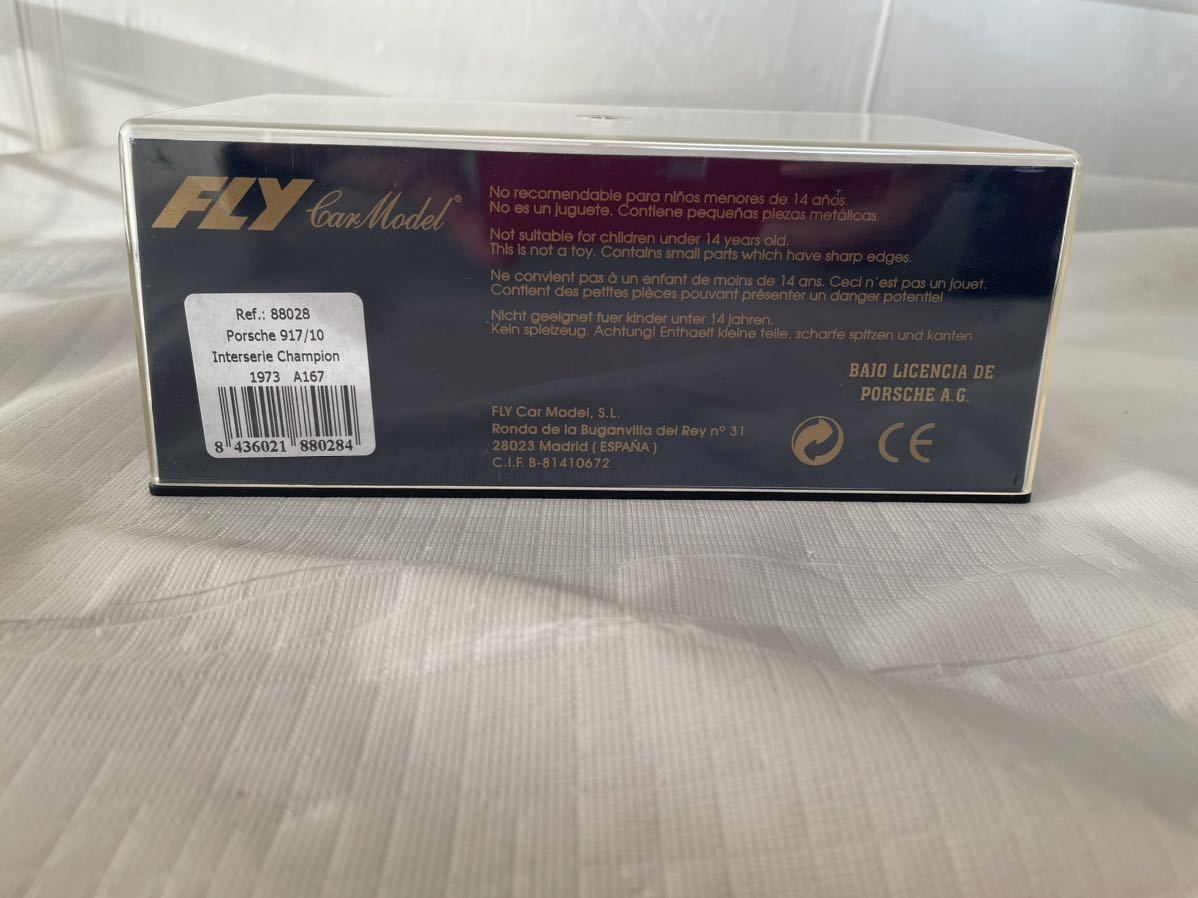 FLY Car Model®
Ref.: 88028
Porsche 917/10
Interserie Champion
1973 A167
8 436021 880284
No recomendable para niños menores de 14 años.
No es un juguete. Contiene pequeñas piezas metálicas.
Not suitable for children under 14 years old.
This is not a toy. Contains small parts which have sharp edges.
Ne convient pas à un enfant de moins de 14 ans. Ceci n'est pas un jouet.
Contient des petites pièces pouvant présenter un danger potentiel
Nicht geeignet fuer kinder unter 14 jahren.
Kein spielzeug. Achtung! Enthaelt kleine teile, scharfe spitzen und kanten
BAJO LICENCIA DE
PORSCHE A.G.
FLY Car Model, S.L.
Ronda de la Buganvilla del Rey nº 31
28023 Madrid ( ESPAÑA )
C.I.F. B-81410672
CE